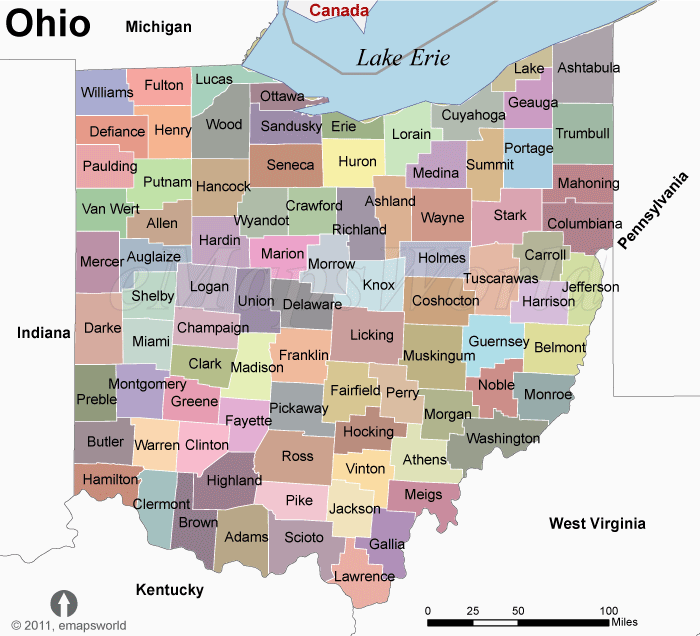 Ohio
Michigan
Canada
Lake Erie
Williams
Fulton
Lucas
Ottawa
Lake
Ashtabula
Geauga
Defiance
Henry
Wood
Sandusky
Erie
Lorain
Cuyahoga
Trumbull
Paulding
Putnam
Seneca
Huron
Medina
Summit
Portage
Mahoning
Hancock
Van Wert
Allen
Wyandot
Crawford
Richland
Ashland
Wayne
Stark
Columbiana
Pennsylvania
Mercer
Auglaize
Hardin
Marion
Morrow
Holmes
Carroll
Tuscarawas
Jefferson
Shelby
Logan
Union
Delaware
Knox
Coshocton
Harrison
eMapsWorld
Indiana
Darke
Miami
Champaign
Licking
Guernsey
Belmont
Clark
Madison
Franklin
Muskingum
Preble
Montgomery
Greene
Fayette
Pickaway
Fairfield
Perry
Noble
Monroe
Morgan
Butler
Warren
Clinton
Hocking
Washington
Ross
Athens
Hamilton
Highland
Vinton
Clermont
Brown
Pike
Jackson
Meigs
Adams
Scioto
Gallia
West Virginia
Lawrence
Kentucky
0 25 50 100
Miles
© 2011, emapsworld